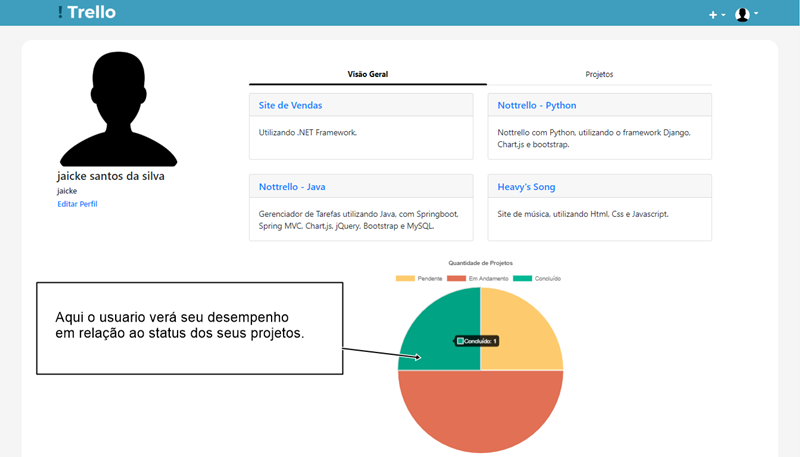 ! Trello
jaicke santos da silva
jaicke
Editar Perfil
Visão Geral
Projetos
Site de Vendas
Utilizando .NET Framework.
Nottrello - Python
Nottrello com Python, utilizando o framework Django,
Chart.js e bootstrap.
Nottrello - Java
Gerenciador de Tarefas utilizando Java, com Springboot,
Spring MVC, Chart.js, jQuery, Bootstrap e MySQL.
Heavy's Song
Site de música, utilizando Html, Css e Javascript.
Quantidade de Projetos
Pendente
Em Andamento
Concluído
Concluído: 1
Aqui o usuario verá seu desempenho
em relação ao status dos seus projetos.